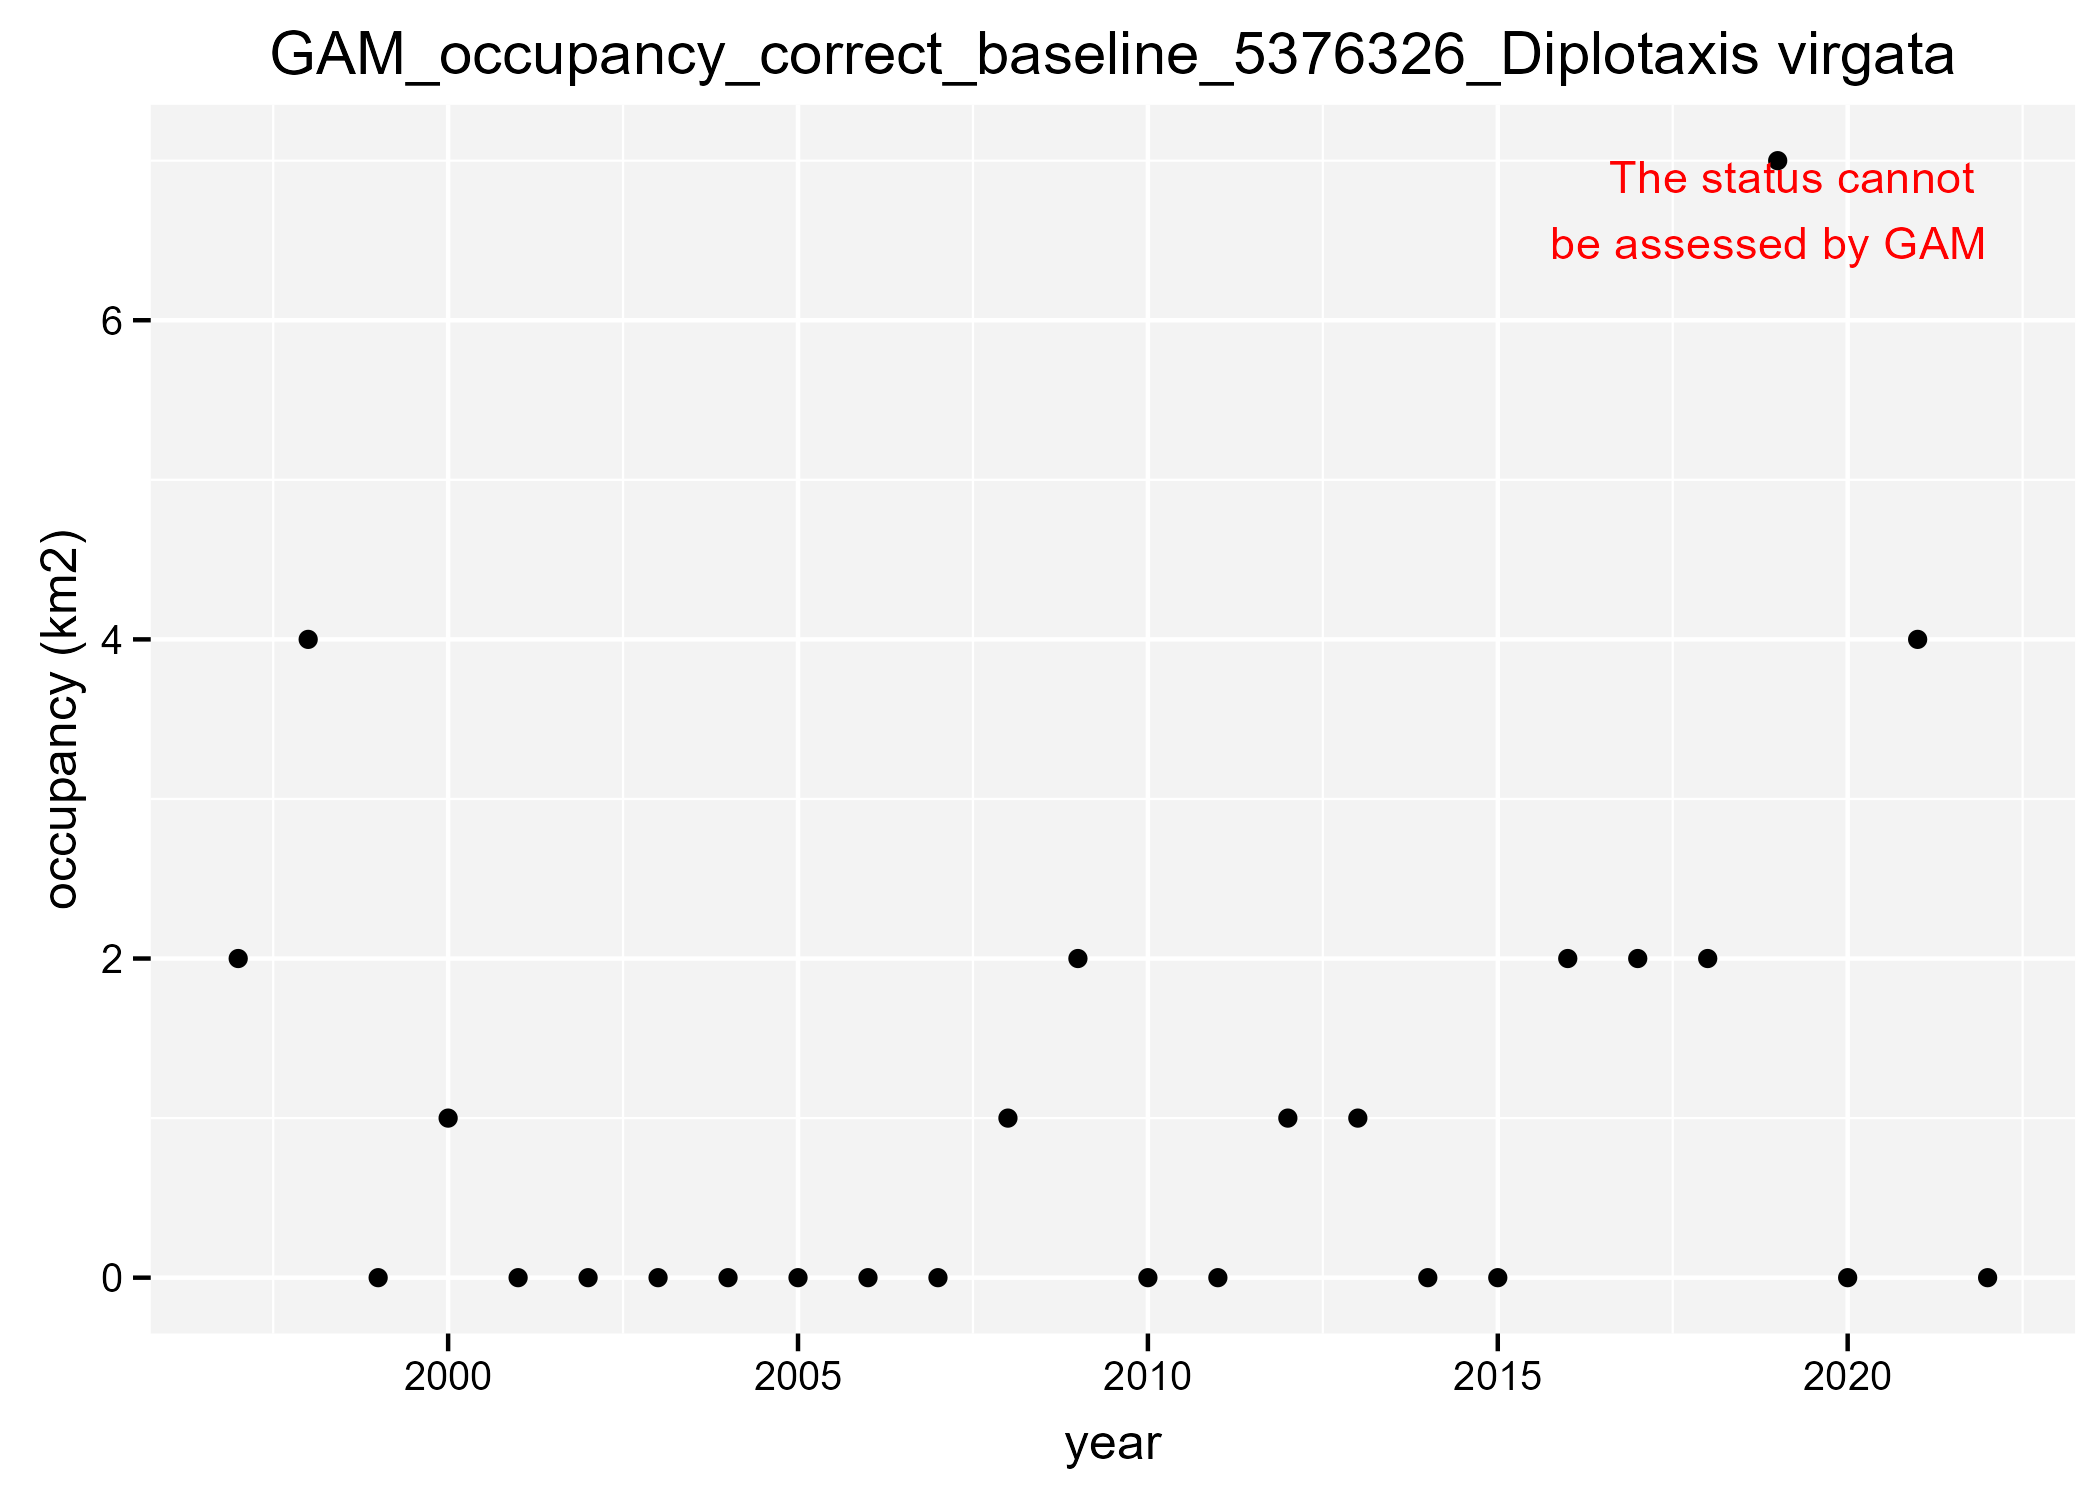 GAM_occupancy_correct_baseline_5376326_Diplotaxis virgata
The status cannot
be assessed by GAM
6
4
2
0
occupancy (km2)
2000 2005 2010 2015 2020
year